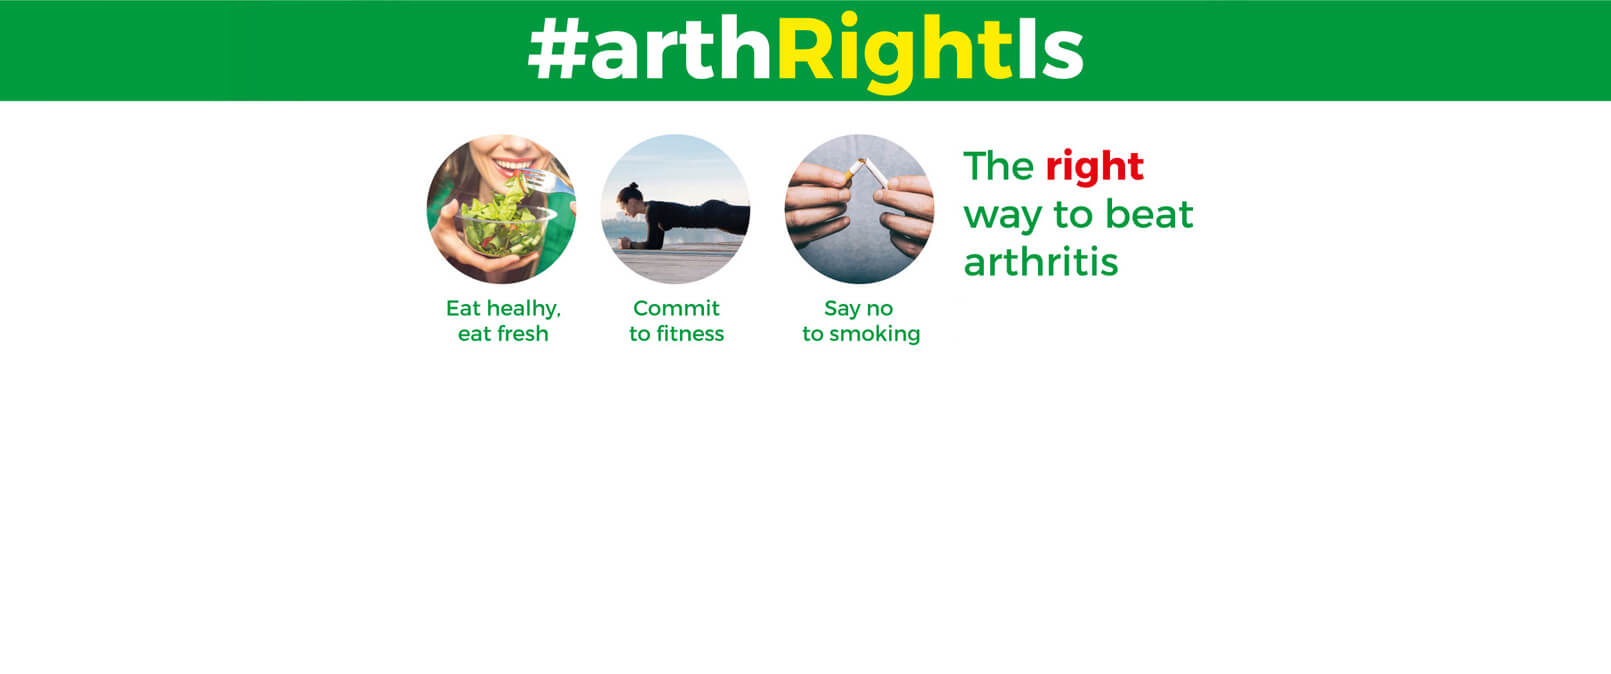 #arthRightIs
Eat healhy,
eat fresh
Commit
to fitness
Say no
to smoking
The right
way to beat
arthritis